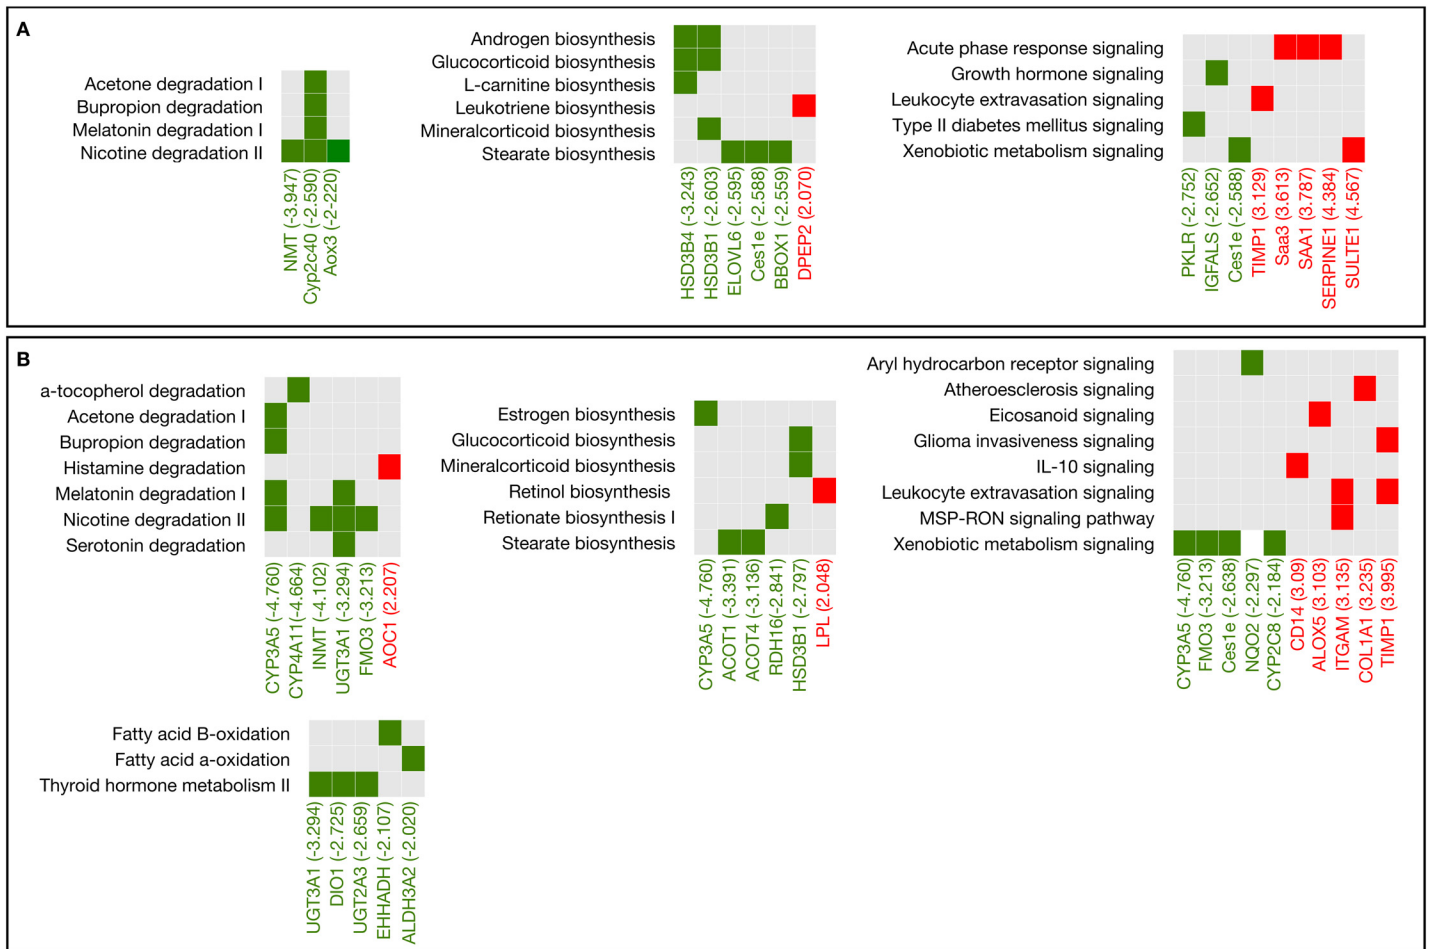 A
Acetone degradation I
Bupropion degradation
Melatonin degradation I
Nicotine degradation II
NMT (-3.947)
Cyp2c40 (-2.590)
Aox3 (-2-220)
Androgen biosynthesis
Glucocorticoid biosynthesis
L-carnitine biosynthesis
Leukotriene biosynthesis
Mineralcorticoid biosynthesis
Stearate biosynthesis
HSD3B4 (-3.243)
HSD3B1 (-2.603)
ELOVL6 (-2.595)
Ces1e (-2.588)
BBOX1 (-2.559)
DPEP2 (2.070)
Acute phase response signaling
Growth hormone signaling
Leukocyte extravasation signaling
Type II diabetes mellitus signaling
Xenobiotic metabolism signaling
PKLR (-2.752)
IGFALS (-2.652)
Ces1e (-2.588)
TIMP1 (3.129)
Saa3 (3.613)
SAA1 (3.787)
SERPINE1 (4.384)
SULTE1 (4.567)
B
a-tocopherol degradation
Acetone degradation I
Bupropion degradation
Histamine degradation
Melatonin degradation I
Nicotine degradation II
Serotonin degradation
CYP3A5 (-4.760)
CYP4A11(-4.664)
INMT (-4.102)
UGT3A1 (-3.294)
FMO3 (-3.213)
AOC1 (2.207)
Estrogen biosynthesis
Glucocorticoid biosynthesis
Mineralcorticoid biosynthesis
Retinol biosynthesis
Retionate biosynthesis I
Stearate biosynthesis
CYP3A5 (-4.760)
ACOT1 (-3.391)
ACOT4 (-3.136)
RDH16(-2.841)
HSD3B1 (-2.797)
LPL (2.048)
Aryl hydrocarbon receptor signaling
Atheroesclerosis signaling
Eicosanoid signaling
Glioma invasiveness signaling
IL-10 signaling
Leukocyte extravasation signaling
MSP-RON signaling pathway
Xenobiotic metabolism signaling
CYP3A5 (-4.760)
FMO3 (-3.213)
Ces1e (-2.638)
NQO2 (-2.297)
CYP2C8 (-2.184)
CD14 (3.09)
ALOX5 (3.103)
ITGAM (3.135)
COL1A1 (3.235)
TIMP1 (3.995)
Fatty acid B-oxidation
Fatty acid a-oxidation
Thyroid hormone metabolism II
UGT3A1 (-3.294)
DIO1 (-2.725)
UGT2A3 (-2.659)
EHHADH (-2.107)
ALDH3A2 (-2.020)